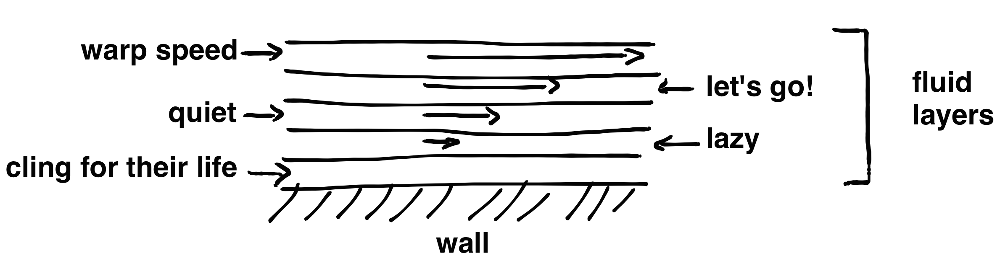 warp speed
let's go!
quiet
lazy
cling for their life
fluid
layers
wall